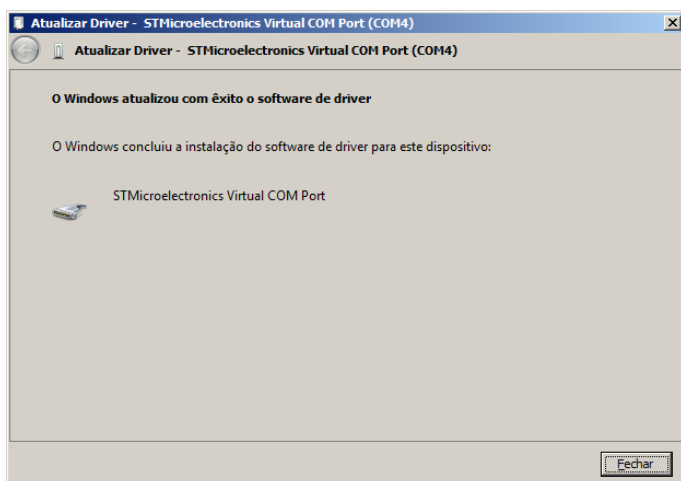 Atualizar Driver - STMicroelectronics Virtual COM Port (COM4)
Atualizar Driver - STMicroelectronics Virtual COM Port (COM4)
O Windows atualizou com êxito o software de driver
O Windows concluiu a instalação do software de driver para este dispositivo:
STMicroelectronics Virtual COM Port
Fechar